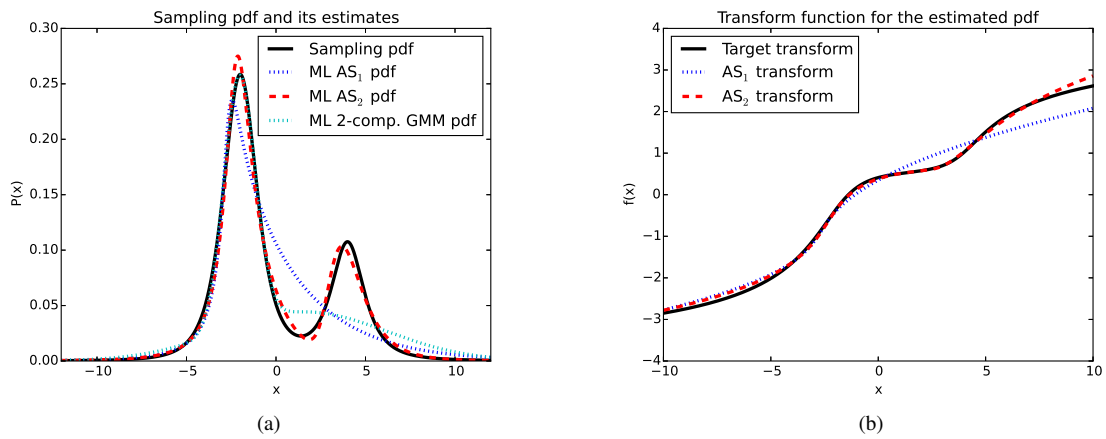 Sampling pdf and its estimates
0.30
0.25
0.20
0.15
0.10
0.05
0.00
P(x)
−10
−5
0
5
10
x
Sampling pdf
ML AS₁ pdf
ML AS₂ pdf
ML 2-comp. GMM pdf
(a)
Transform function for the estimated pdf
4
3
2
1
0
−1
−2
−3
−4
f(x)
−10
−5
0
5
10
x
Target transform
AS₁ transform
AS₂ transform
(b)